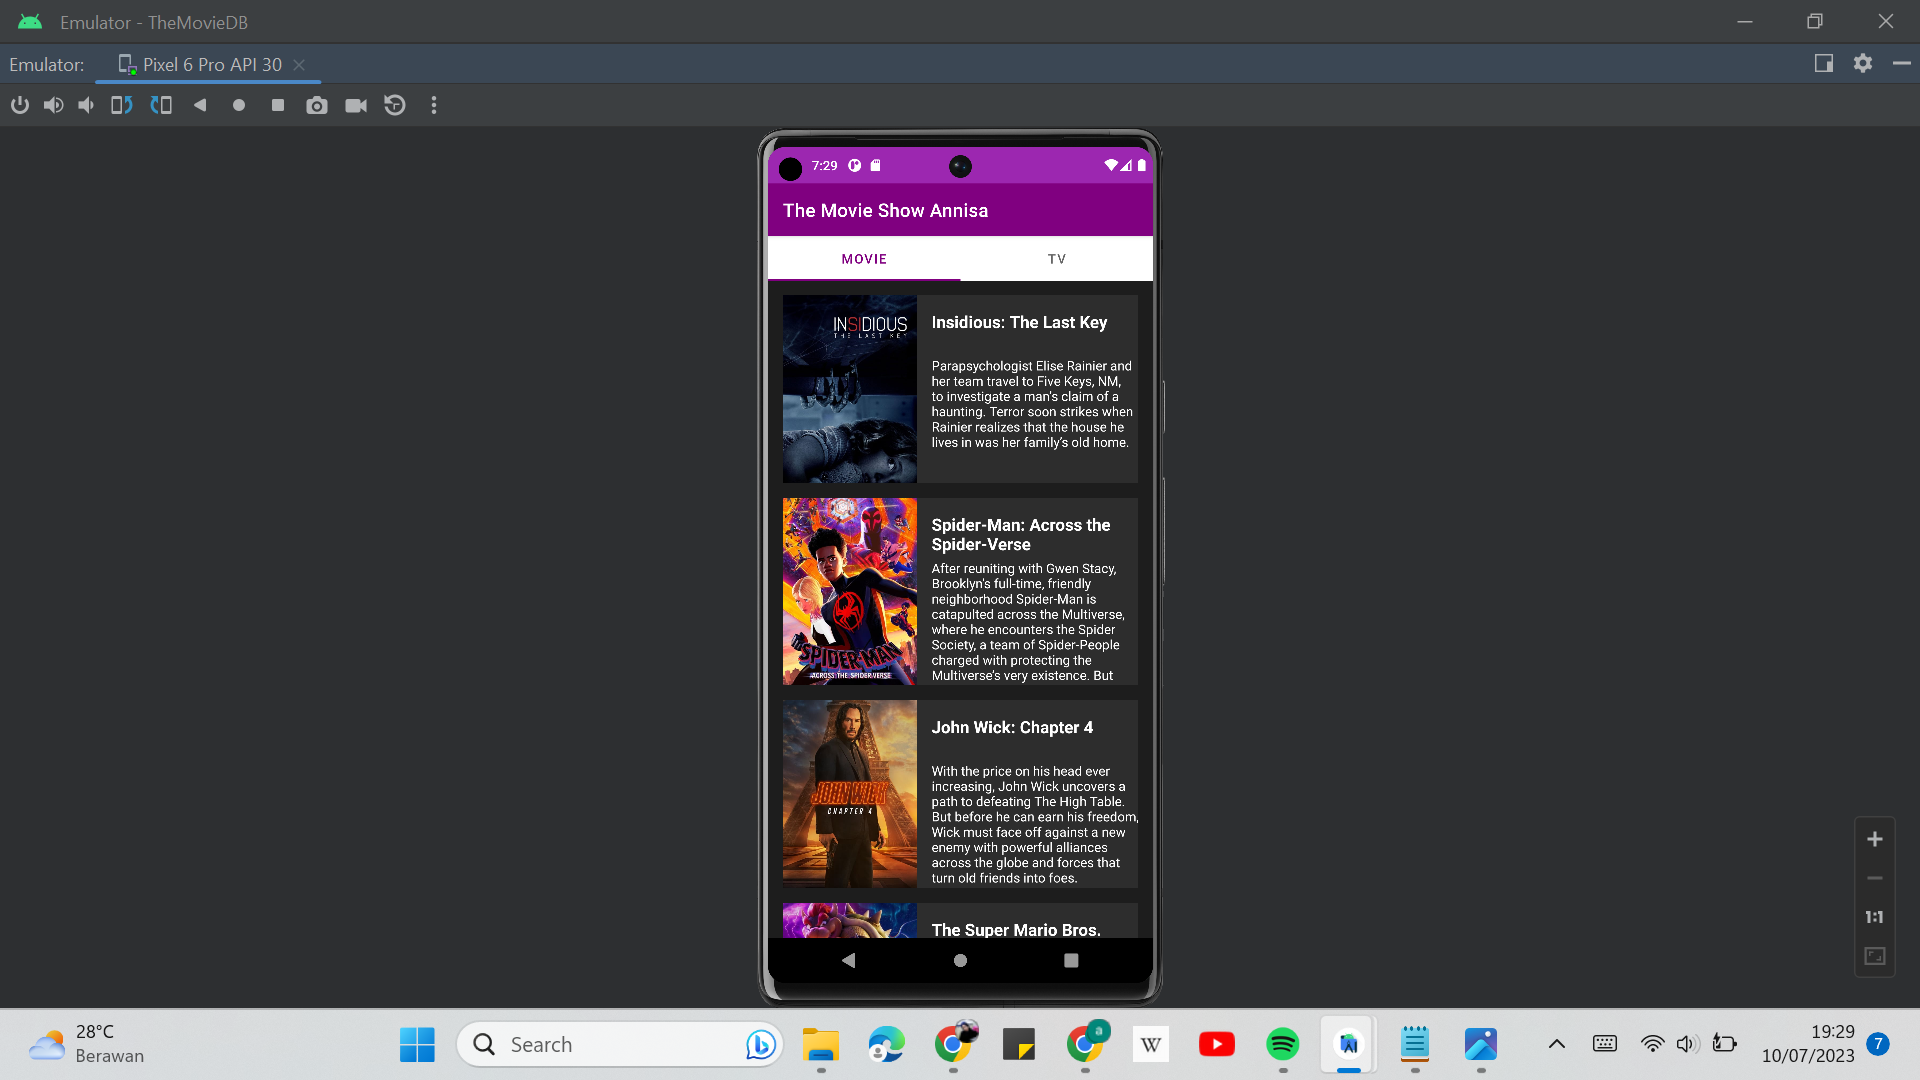 Emulator - TheMovieDB
Emulator: Pixel 6 Pro API 30
7:29
The Movie Show Annisa
MOVIE TV
INSIDIOUS
THE LAST KEY
Insidious: The Last Key
Parapsychologist Elise Rainier and
her team travel to Five Keys, NM,
to investigate a man's claim of a
haunting. Terror soon strikes when
Rainier realizes that the house he
lives in was her family's old home.
SPIDER-MAN
ACROSS THE SPIDER-VERSE
Spider-Man: Across the
Spider-Verse
After reuniting with Gwen Stacy,
Brooklyn's full-time, friendly
neighborhood Spider-Man is
catapulted across the Multiverse,
where he encounters the Spider
Society, a team of Spider-People
charged with protecting the
Multiverse's very existence. But
JOHN WICK
CHAPTER 4
John Wick: Chapter 4
With the price on his head ever
increasing, John Wick uncovers a
path to defeating The High Table.
But before he can earn his freedom,
Wick must face off against a new
enemy with powerful alliances
across the globe and forces that
turn old friends into foes.
The Super Mario Bros.
1:1
28°C
Berawan
Search
a
W
19:29
10/07/2023
7